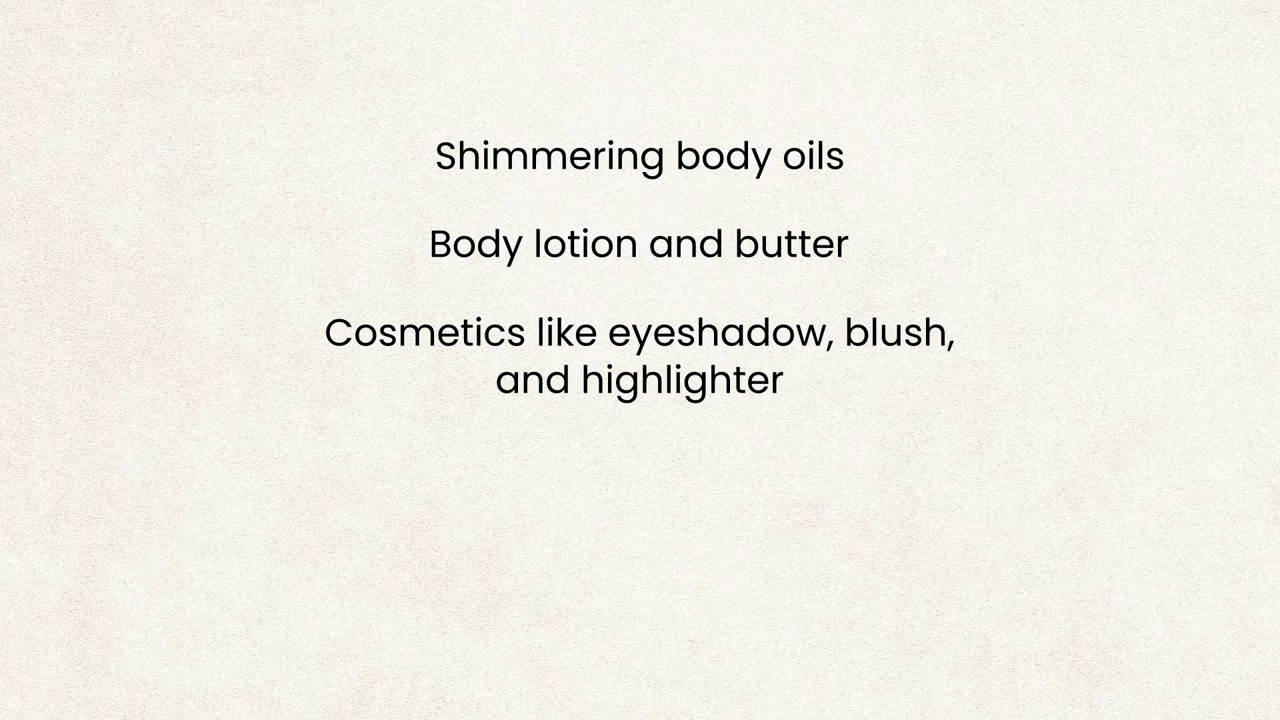 Shimmering body oils
Body lotion and butter
Cosmetics like eyeshadow, blush,
and highlighter